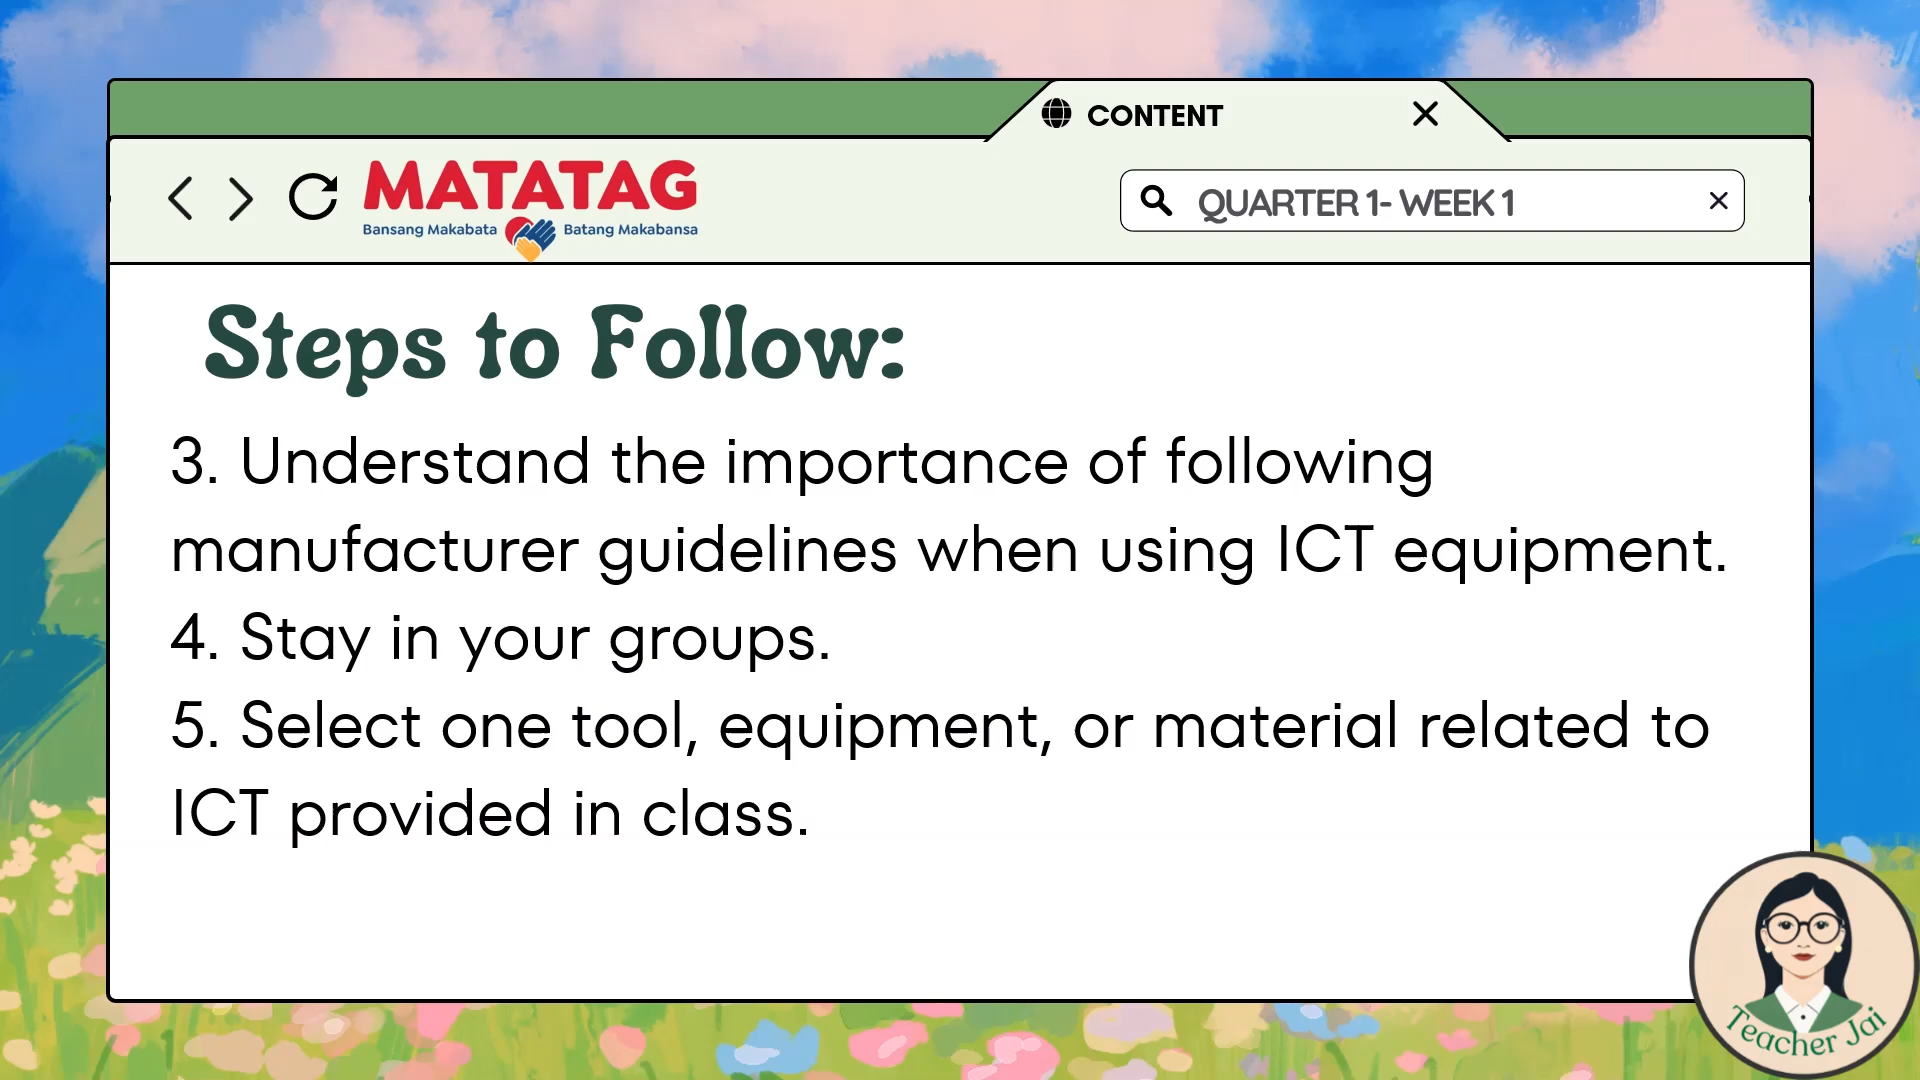 CONTENT
MATATAG
Bansang Makabata Batang Makabansa
QUARTER 1- WEEK 1
Steps to Follow:
3. Understand the importance of following
manufacturer guidelines when using ICT equipment.
4. Stay in your groups.
5. Select one tool, equipment, or material related to
ICT provided in class.
Teacher Jai